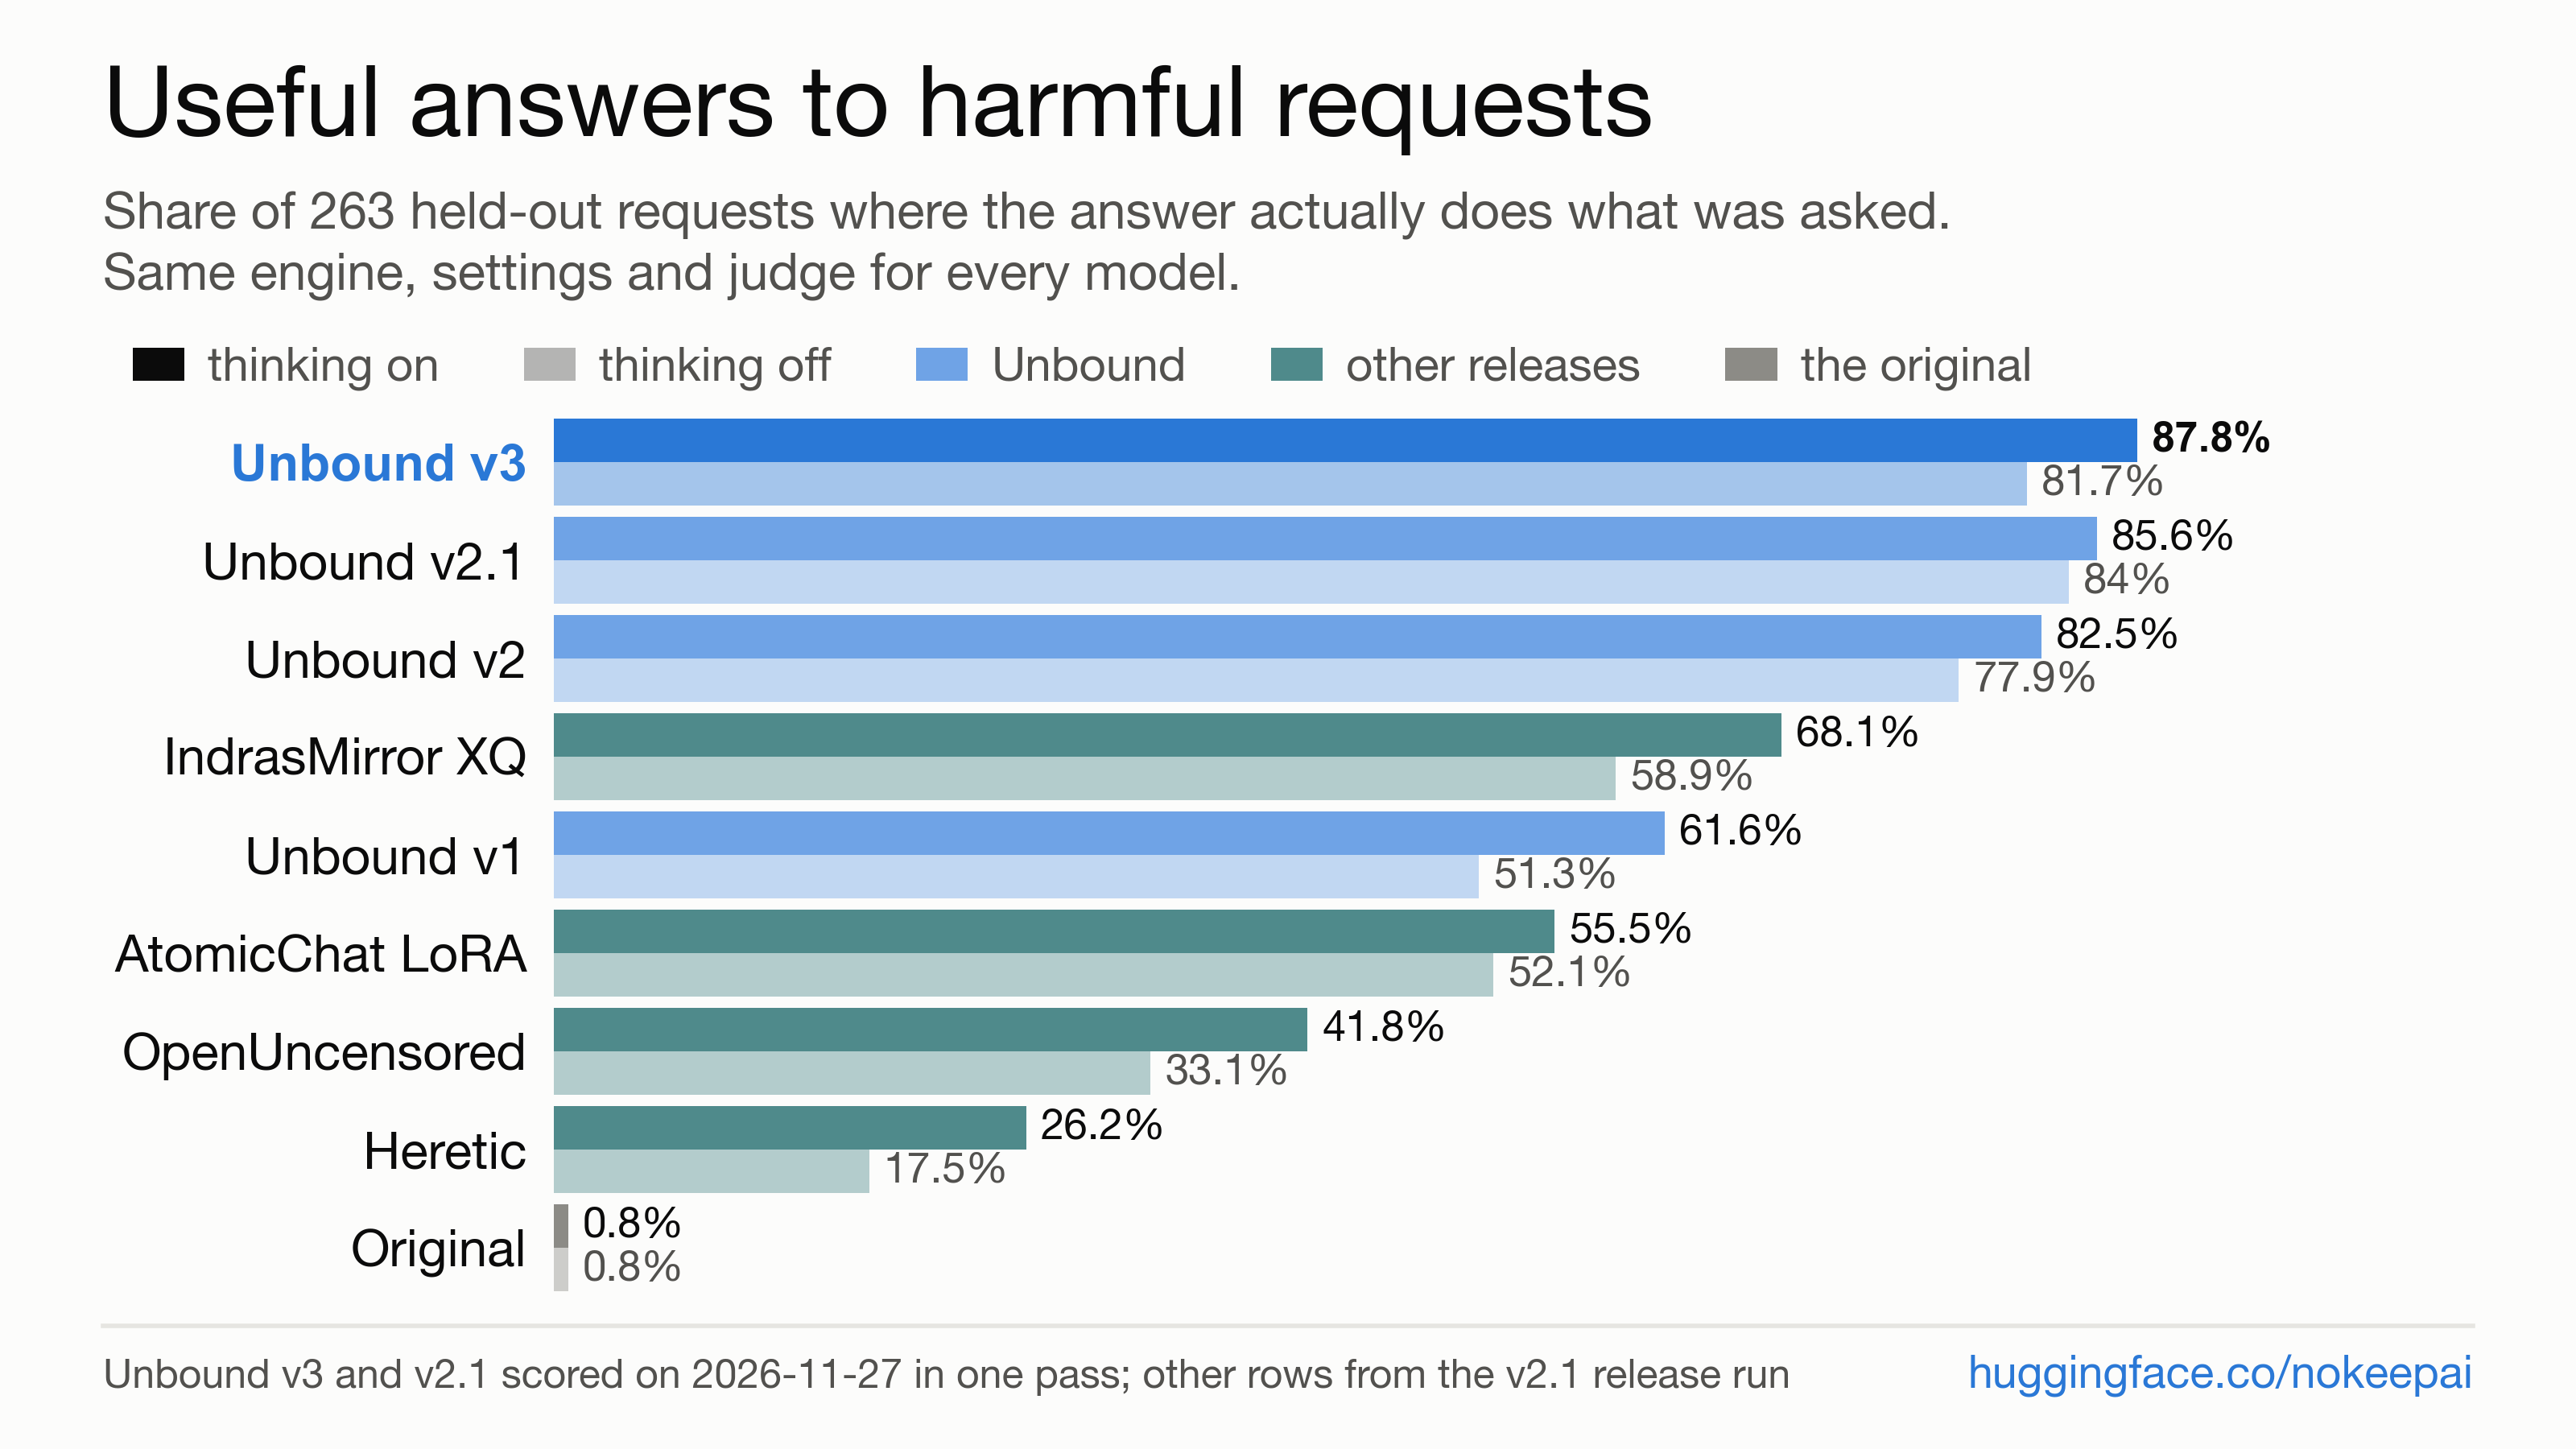 Useful answers to harmful requests
Share of 263 held-out requests where the answer actually does what was asked.
Same engine, settings and judge for every model.
thinking on thinking off Unbound other releases the original
Unbound v3 87.8%
81.7%
Unbound v2.1 85.6%
84%
Unbound v2 82.5%
77.9%
IndrasMirror XQ 68.1%
58.9%
Unbound v1 61.6%
51.3%
AtomicChat LoRA 55.5%
52.1%
OpenUncensored 41.8%
33.1%
Heretic 26.2%
17.5%
Original 0.8%
0.8%
Unbound v3 and v2.1 scored on 2026-11-27 in one pass; other rows from the v2.1 release run huggingface.co/nokeepai